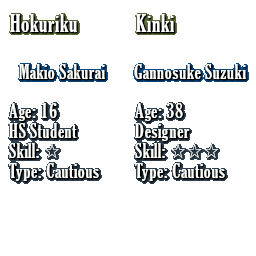 Hokuriku
Makio Sakurai
Age: 16
HS Student
Skill: ☆
Type: Cautious
Kinki
Gannosuke Suzuki
Age: 38
Designer
Skill: ☆☆☆
Type: Cautious